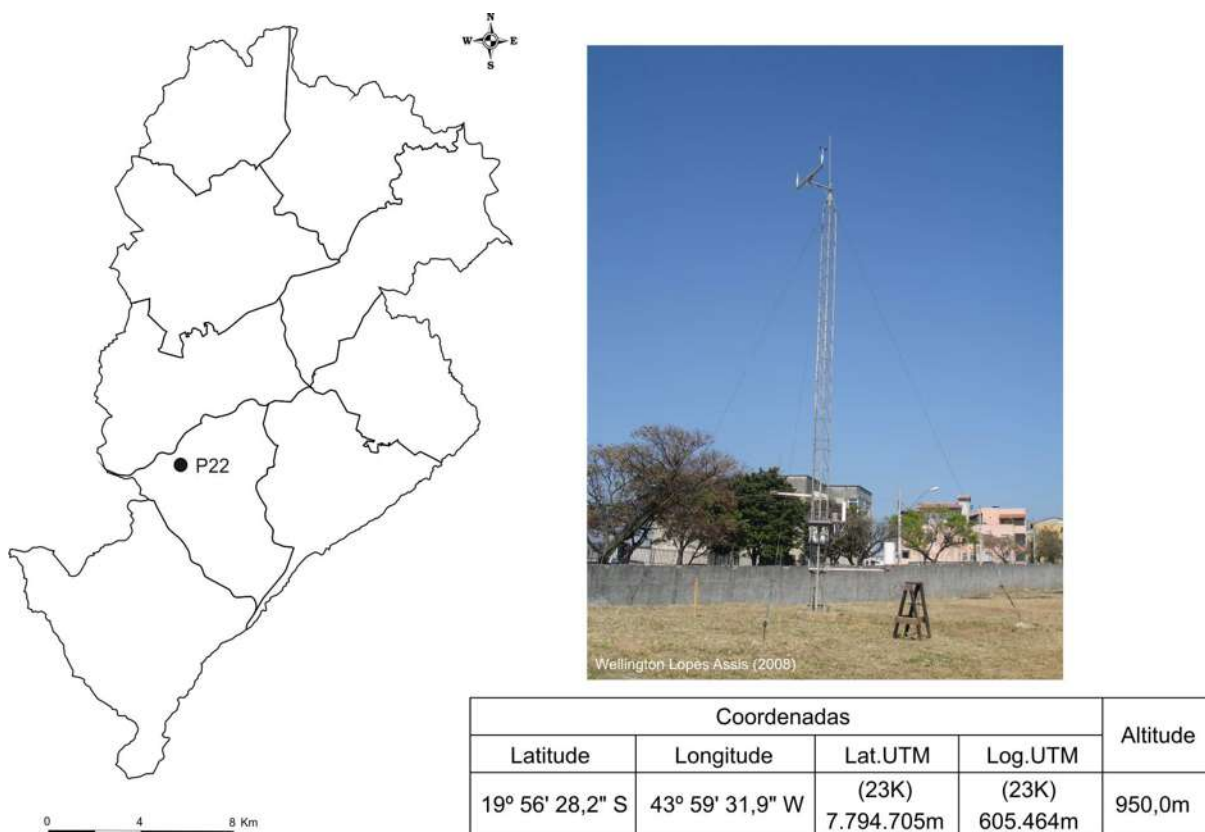 N
W E
S
P22
0 4 8 Km
Wellington Lopes Assis (2008)
Coordenadas
Altitude
Latitude
Longitude
Lat.UTM
Log.UTM
19º 56' 28,2" S
43º 59' 31,9" W
(23K)
7.794.705m
(23K)
605.464m
950,0m